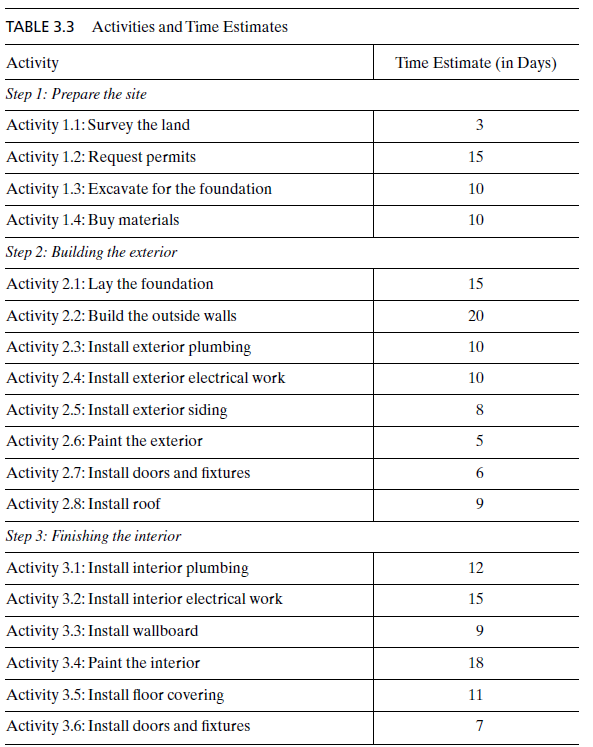 TABLE 3.3 Activities and Time Estimates
Activity Time Estimate (in Days)
Step 1: Prepare the site
Activity 1.1: Survey the land 3
Activity 1.2: Request permits 15
Activity 1.3: Excavate for the foundation 10
Activity 1.4: Buy materials 10
Step 2: Building the exterior
Activity 2.1: Lay the foundation 15
Activity 2.2: Build the outside walls 20
Activity 2.3: Install exterior plumbing 10
Activity 2.4: Install exterior electrical work 10
Activity 2.5: Install exterior siding 8
Activity 2.6: Paint the exterior 5
Activity 2.7: Install doors and fixtures 6
Activity 2.8: Install roof 9
Step 3: Finishing the interior
Activity 3.1: Install interior plumbing 12
Activity 3.2: Install interior electrical work 15
Activity 3.3: Install wallboard 9
Activity 3.4: Paint the interior 18
Activity 3.5: Install floor covering 11
Activity 3.6: Install doors and fixtures 7